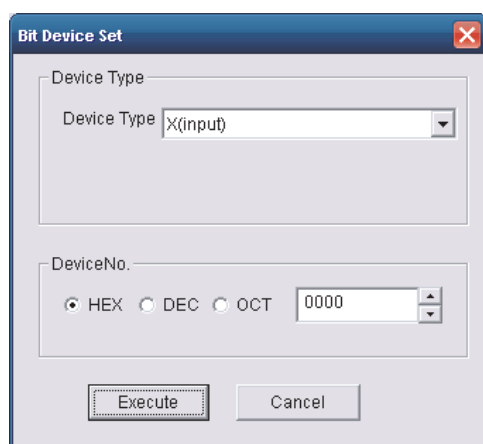 Bit Device Set
Device Type
Device Type X(input)
DeviceNo.
HEX DEC OCT 0000
Execute Cancel